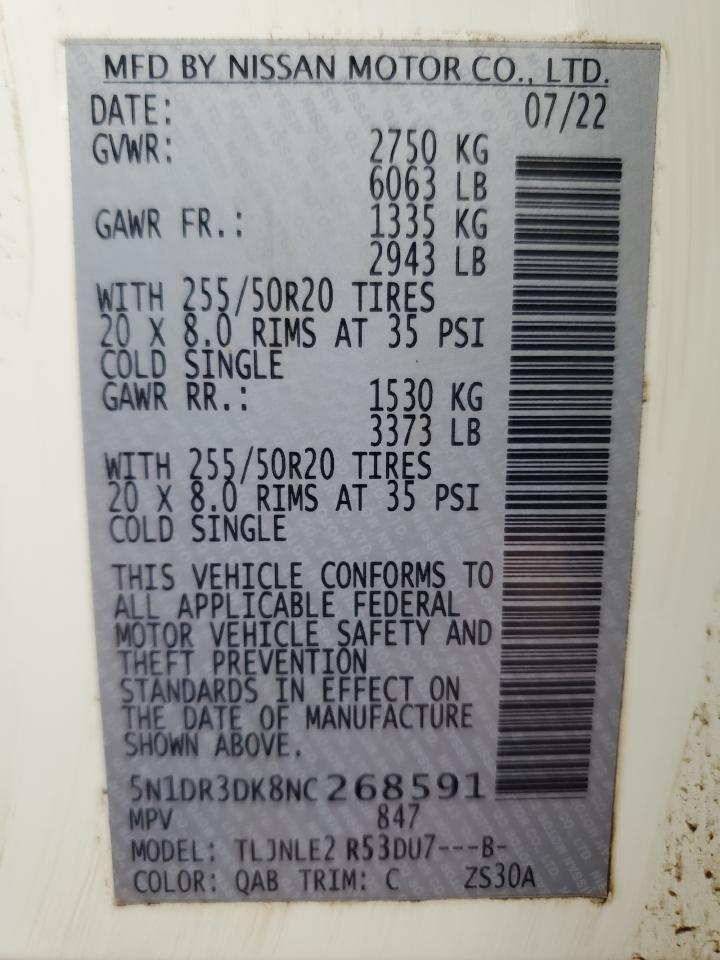 MFD BY NISSAN MOTOR CO., LTD.
DATE: 07/22
GVWR: 2750 KG
6063 LB
GAWR FR.: 1335 KG
2943 LB
WITH 255/50R20 TIRES
20 X 8.0 RIMS AT 35 PSI
COLD SINGLE
GAWR RR.: 1530 KG
3373 LB
WITH 255/50R20 TIRES
20 X 8.0 RIMS AT 35 PSI
COLD SINGLE
THIS VEHICLE CONFORMS TO
ALL APPLICABLE FEDERAL
MOTOR VEHICLE SAFETY AND
THEFT PREVENTION
STANDARDS IN EFFECT ON
THE DATE OF MANUFACTURE
SHOWN ABOVE.
5N1DR3DK8NC268591
MPV 847
MODEL: TLJNLE2 R53DU7---B-
COLOR: QAB TRIM: C ZS30A